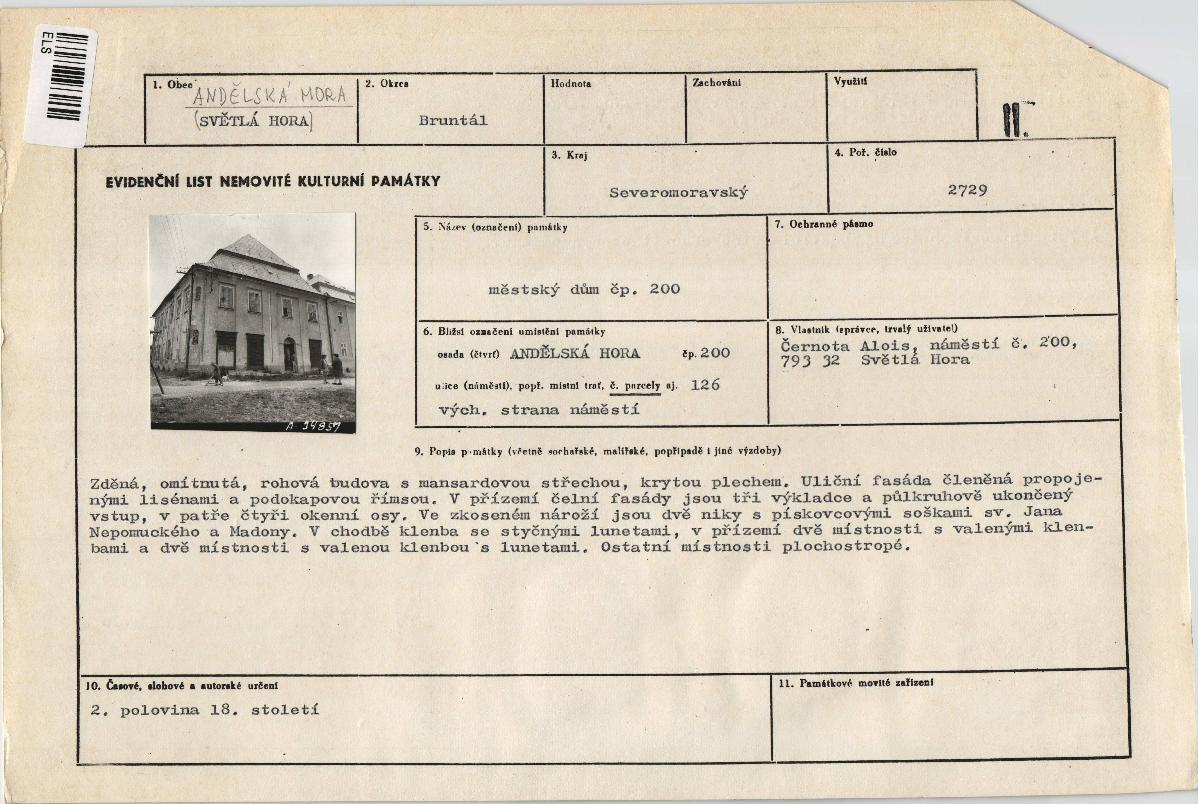 ELS
1. Obec
ANDĚLSKÁ HORA
(SVĚTLÁ HORA)
2. Okres
Bruntál
Hodnota
Zachování
Využití
II.
EVIDENČNÍ LIST NEMOVITÉ KULTURNÍ PAMÁTKY
3. Kraj
Severomoravský
4. Poř. číslo
2729
5. Název (označení) památky
městský dům čp. 200
7. Ochranné pásmo
6. Bližší označení umístění památky
osada (čtvrť) ANDĚLSKÁ HORA čp. 200
ulice (náměstí), popř. místní trať, č. parcely aj. 126
vých. strana náměstí
8. Vlastník (správce, trvalý uživatel)
Černota Alois, náměstí č. 200,
793 32 Světlá Hora
A-34957
9. Popis památky (včetně sochařské, malířské, popřípadě i jiné výzdoby)
Zděná, omítnutá, rohová budova s mansardovou střechou, krytou plechem. Uliční fasáda členěná propoje-
nými lisénami a podokapovou římsou. V přízemí čelní fasády jsou tři výkladce a půlkruhově ukončený
vstup, v patře čtyři okenní osy. Ve zkoseném nároží jsou dvě niky s pískovcovými soškami sv. Jana
Nepomuckého a Madony. V chodbě klenba se styčnými lunetami, v přízemí dvě místnosti s valenými klen-
bami a dvě místnosti s valenou klenbou s lunetami. Ostatní místnosti plochostropé.
10. Časové, slohové a autorské určení
2. polovina 18. století
11. Památkové movité zařízení